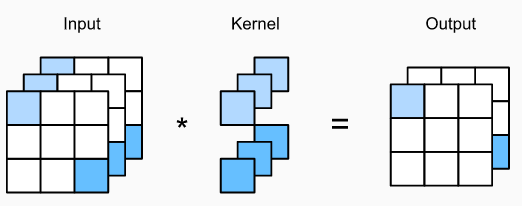 Input
Kernel
Output
* =